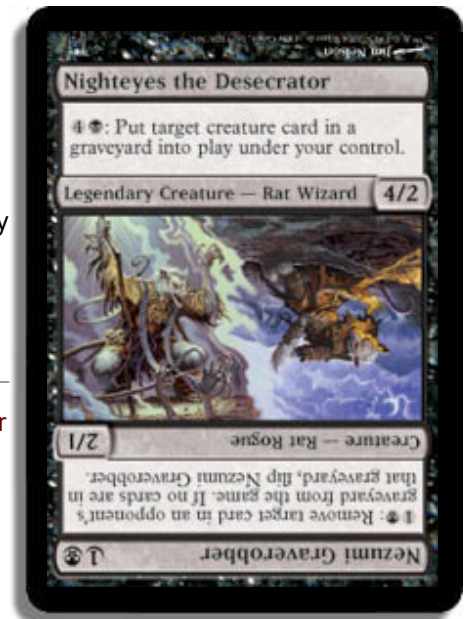 Jim Nelson
Nighteyes the Desecrator
4: Put target creature card in a
graveyard into play under your control.
Legendary Creature — Rat Wizard 4/2
y
r
2/1
Creature — Rat Rogue
1: Remove target card in an opponent's
graveyard from the game. If no cards are in
that graveyard, flip Nezumi Graverobber.
Nezumi Graverobber 1